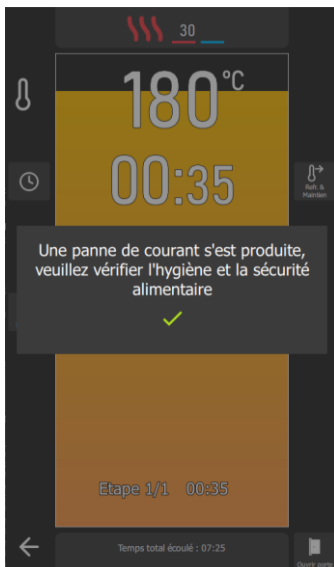 30
180°C
00:35
Refr. &
Maintien
Une panne de courant s'est produite,
veuillez vérifier l'hygiène et la sécurité
alimentaire
Etape 1/1 00:35
Temps total écoulé : 07:25
Ouvrir porte